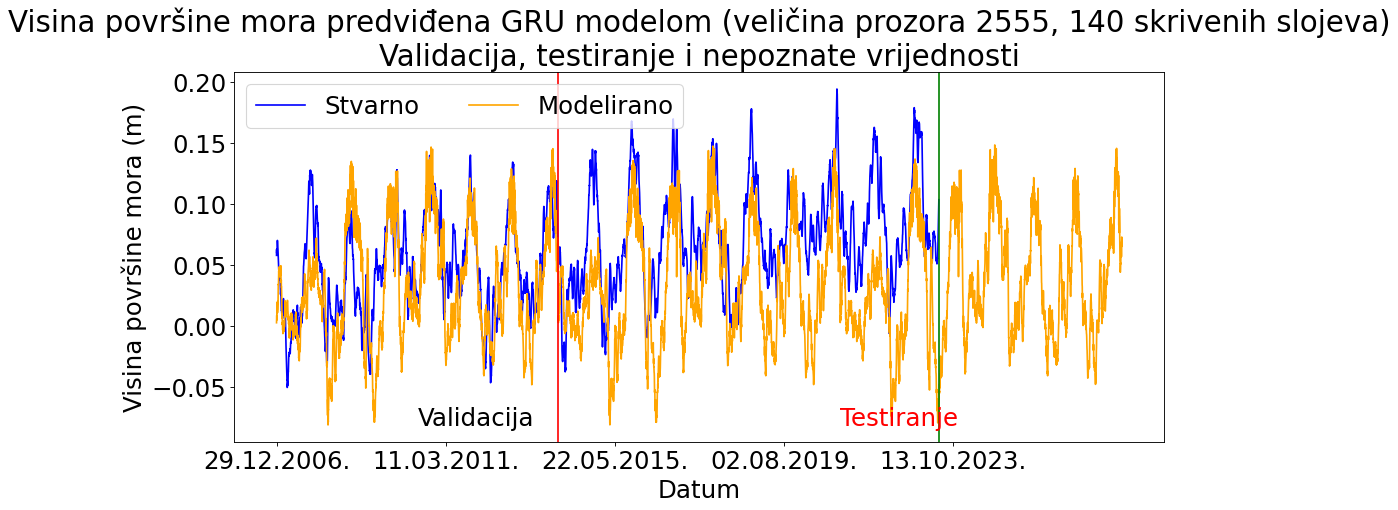 Visina površine mora predviđena GRU modelom (veličina prozora 2555, 140 skrivenih slojeva)
Validacija, testiranje i nepoznate vrijednosti
Stvarno
Modelirano
Visina površine mora (m)
0.20
0.15
0.10
0.05
0.00
−0.05
Validacija
Testiranje
29.12.2006.
11.03.2011.
22.05.2015.
02.08.2019.
13.10.2023.
Datum